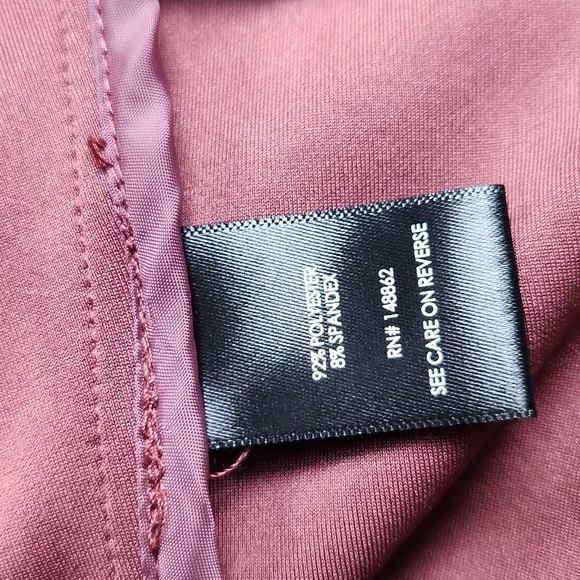 92% POLYESTER
8% SPANDEX
RN# 148862
SEE CARE ON REVERSE